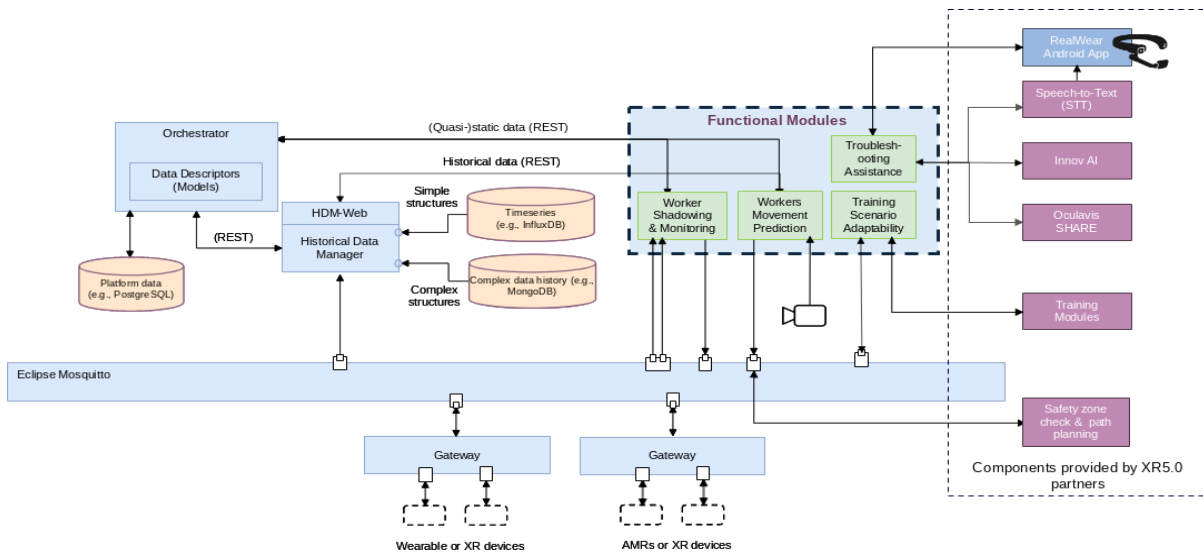 RealWear
Android App
Speech-to-Text
(STT)
Innov AI
Oculavis
SHARE
Training
Modules
Safety zone
check & path
planning
Components provided by XR5.0
partners
Functional Modules
Troublesh-
ooting
Assistance
Worker
Shadowing
& Monitoring
Workers
Movement
Prediction
Training
Scenario
Adaptability
(Quasi-)static data (REST)
Historical data (REST)
Orchestrator
Data Descriptors
(Models)
(REST)
Platform data
(e.g., PostgreSQL)
HDM-Web
Historical Data
Manager
Simple
structures
Timeseries
(e.g., InfluxDB)
Complex
structures
Complex data history (e.g.,
MongoDB)
Eclipse Mosquitto
Gateway
Gateway
Wearable or XR devices
AMRs or XR devices